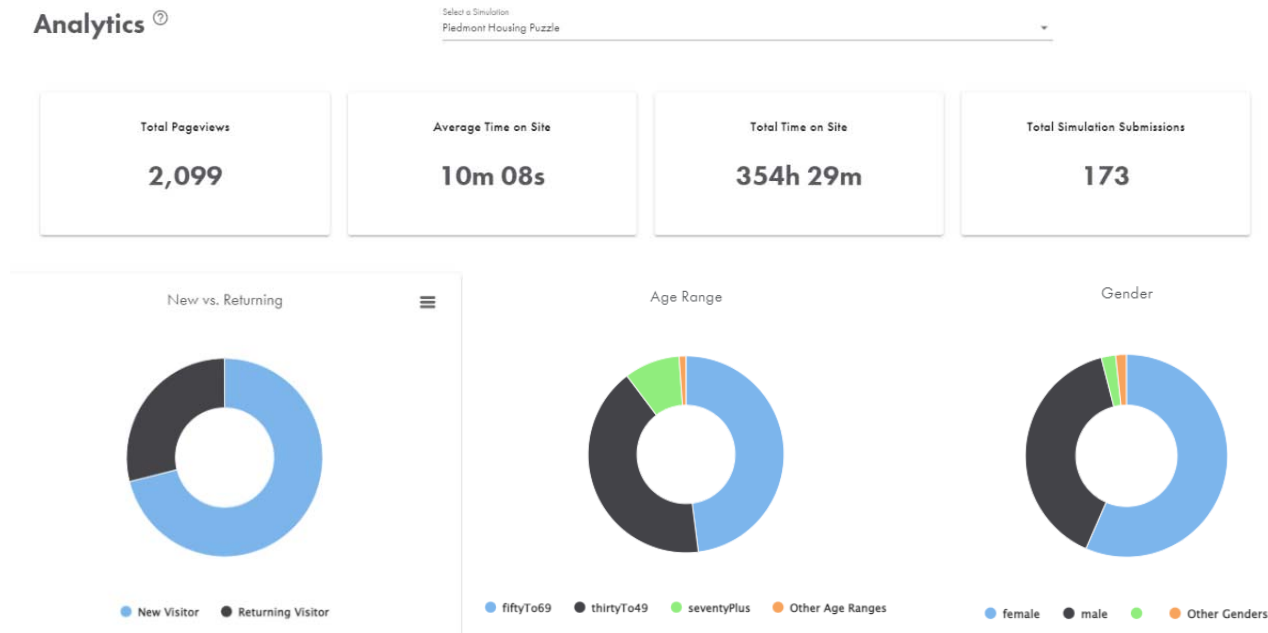 Analytics ?
Select a Simulation
Piedmont Housing Puzzle
Total Pageviews
2,099
Average Time on Site
10m 08s
Total Time on Site
354h 29m
Total Simulation Submissions
173
New vs. Returning
New Visitor Returning Visitor
Age Range
fiftyTo69 thirtyTo49 seventyPlus Other Age Ranges
Gender
female male Other Genders